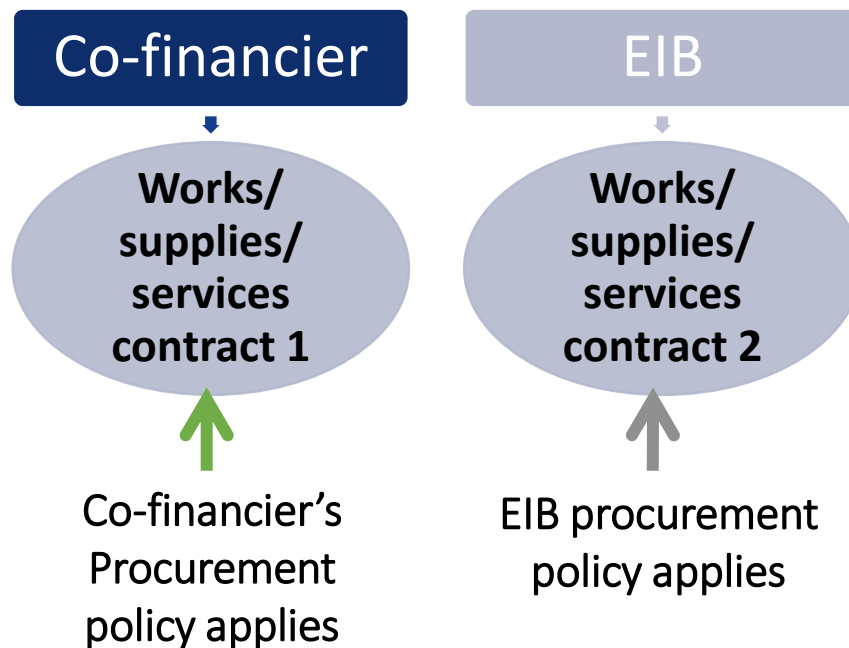 Co-financier
EIB
Works/
supplies/
services
contract 1
Works/
supplies/
services
contract 2
Co-financier’s
Procurement
policy applies
EIB procurement
policy applies